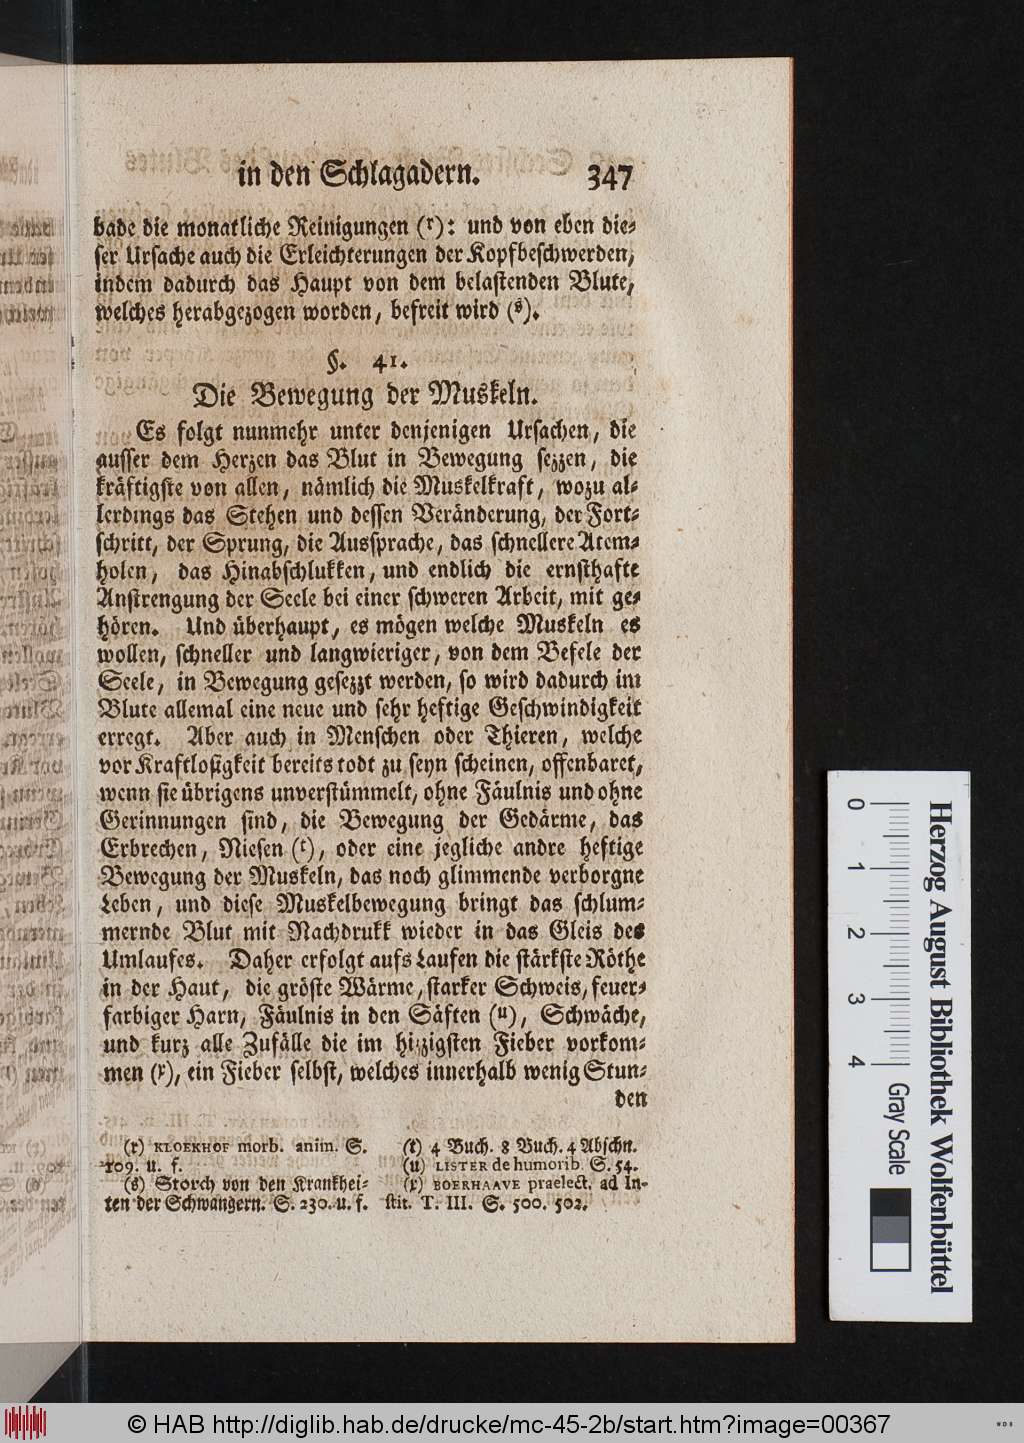 in den Schlagadern. 347
bade die monatliche Reinigungen (r): und von eben die-
ser Ursache auch die Erleichterungen der Kopfbeschwerden,
indem dadurch das Haupt von dem belastenden Blute,
welches herabgezogen worden, befreit wird (s).
§. 41.
Die Bewegung der Muskeln.
Es folgt nunmehr unter denjenigen Ursachen, die
ausser dem Herzen das Blut in Bewegung sezzen, die
kräftigste von allen, nämlich die Muskelkraft, wozu al-
lerdings das Stehen und dessen Veränderung, der Fort-
schritt, der Sprung, die Aussprache, das schnellere Atem-
holen, das Hinabschlukken, und endlich die ernsthafte
Anstrengung der Seele bei einer schweren Arbeit, mit ge-
hören. Und überhaupt, es mögen welche Muskeln es
wollen, schneller und langwieriger, von dem Befele der
Seele, in Bewegung gesezzt werden, so wird dadurch im
Blute allemal eine neue und sehr heftige Geschwindigkeit
erregt. Aber auch in Menschen oder Thieren, welche
vor Kraftlosigkeit bereits todt zu seyn scheinen, offenbaret,
wenn sie übrigens unverstümmelt, ohne Fäulnis und ohne
Gerinnungen sind, die Bewegung der Gedärme, das
Erbrechen, Niesen (t), oder eine jegliche andre heftige
Bewegung der Muskeln, das noch glimmende verborgne
Leben, und diese Muskelbewegung bringt das schlum-
mernde Blut mit Nachdrukk wieder in das Gleis des
Umlaufes. Daher erfolgt aufs Laufen die stärkste Röthe
in der Haut, die gröste Wärme, starker Schweis, feuer-
farbiger Harn, Fäulnis in den Säften (u), Schwäche,
und kurz alle Zufälle die im hizzigsten Fieber vorkom-
men (x), ein Fieber selbst, welches innerhalb wenig Stun-
den
(r) KLOEKHOF morb. anim. S.
109. u. f.
(s) Storch von den Krankhei-
ten der Schwangern. S. 230. u. f.
(t) 4 Buch. 8 Buch. 4 Abschn.
(u) LISTER de humorib. S. 54.
(x) BOERHAAVE praelect. ad In-
stit. T. III. S. 500. 502.
0 1 2 3 4
Gray Scale
Herzog August Bibliothek Wolfenbüttel
© HAB http://diglib.hab.de/drucke/mc-45-2b/start.htm?image=00367